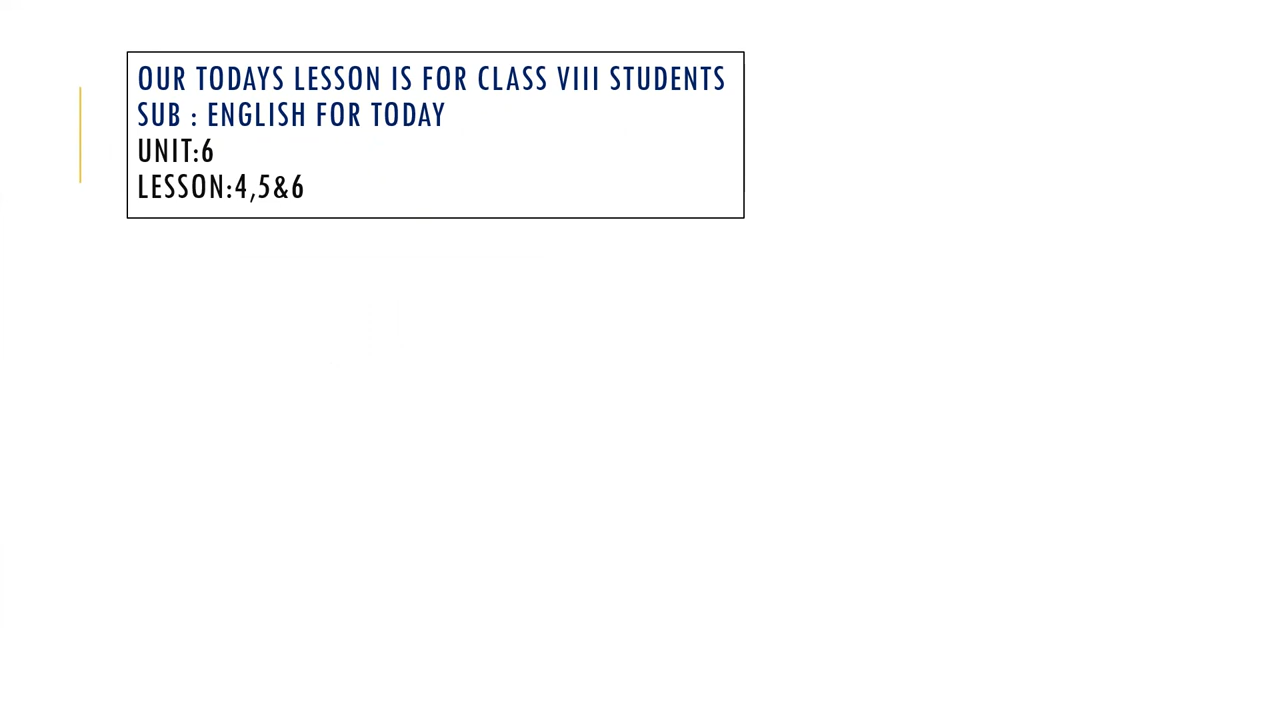 OUR TODAYS LESSON IS FOR CLASS VIII STUDENTS
SUB : ENGLISH FOR TODAY
UNIT:6
LESSON:4,5&6